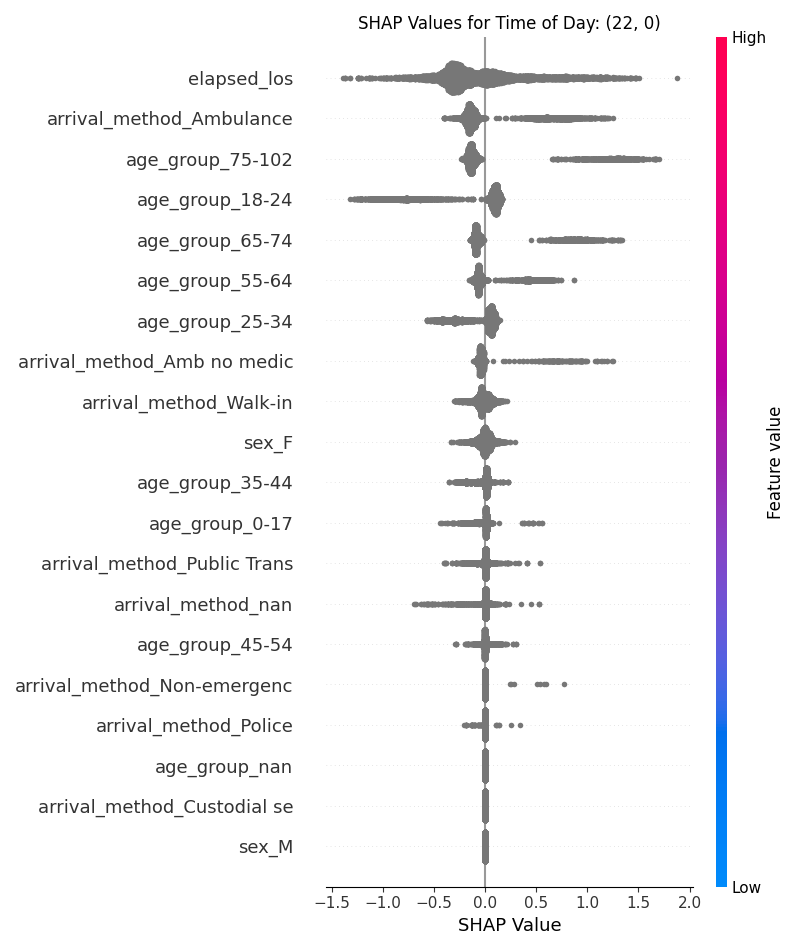 SHAP Values for Time of Day: (22, 0)
High
elapsed_los
arrival_method_Ambulance
age_group_75-102
age_group_18-24
age_group_65-74
age_group_55-64
age_group_25-34
arrival_method_Amb no medic
arrival_method_Walk-in
sex_F
age_group_35-44
age_group_0-17
arrival_method_Public Trans
arrival_method_nan
age_group_45-54
arrival_method_Non-emergenc
arrival_method_Police
age_group_nan
arrival_method_Custodial se
sex_M
Feature value
Low
−1.5 −1.0 −0.5 0.0 0.5 1.0 1.5 2.0
SHAP Value